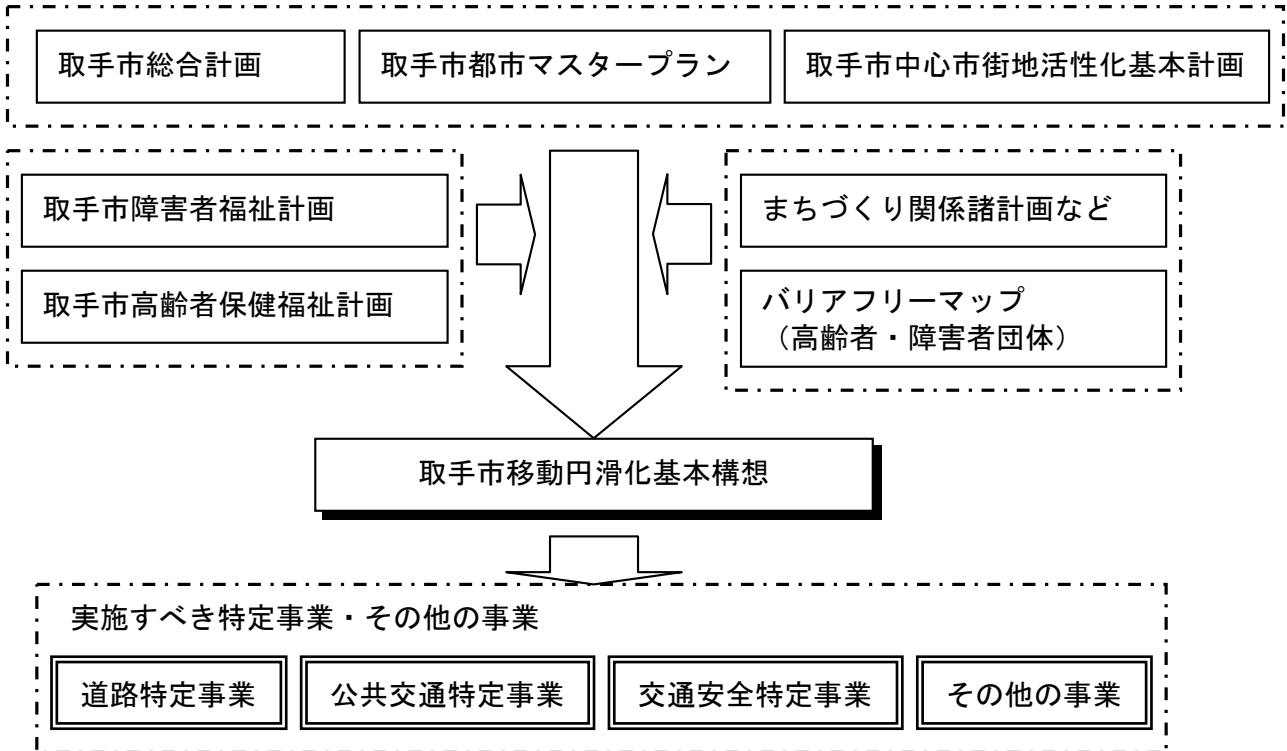 取手市総合計画
取手市都市マスタープラン
取手市中心市街地活性化基本計画
取手市障害者福祉計画
取手市高齢者保健福祉計画
まちづくり関係諸計画など
バリアフリーマップ
（高齢者・障害者団体）
取手市移動円滑化基本構想
実施すべき特定事業・その他の事業
道路特定事業
公共交通特定事業
交通安全特定事業
その他の事業